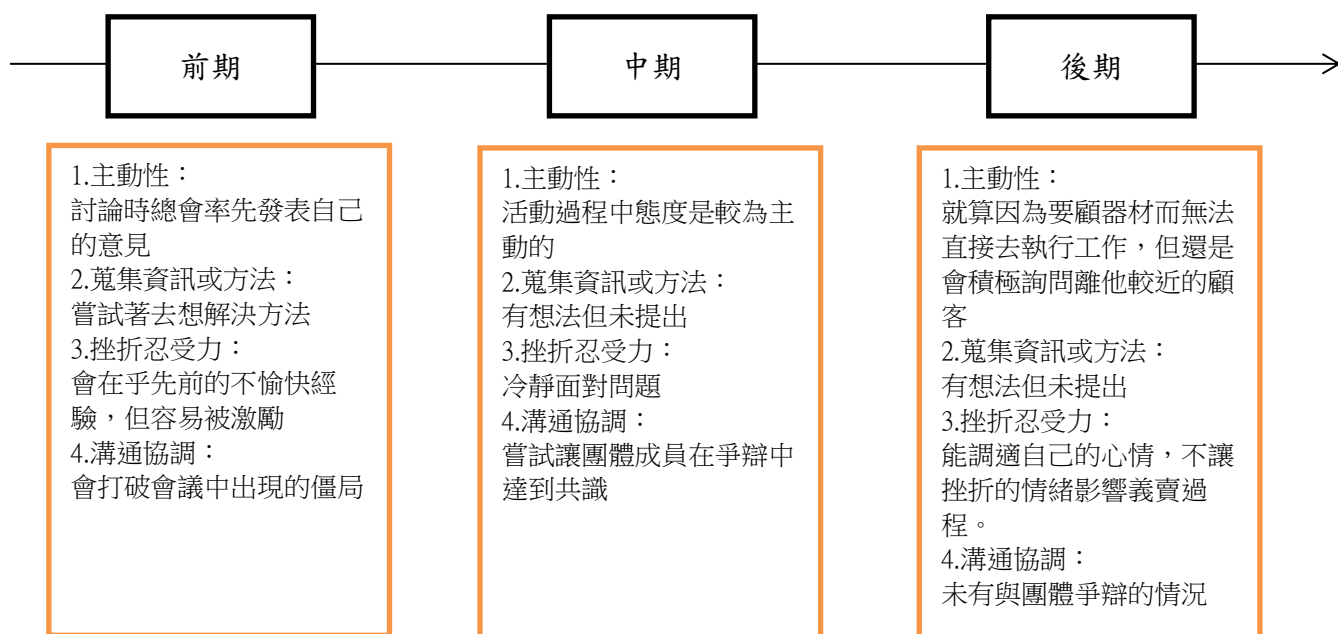 前期
中期
後期
1.主動性：
討論時總會率先發表自己
的意見
2.蒐集資訊或方法：
嘗試著去想解決方法
3.挫折忍受力：
會在乎先前的不愉快經
驗，但容易被激勵
4.溝通協調：
會打破會議中出現的僵局
1.主動性：
活動過程中態度是較為主
動的
2.蒐集資訊或方法：
有想法但未提出
3.挫折忍受力：
冷靜面對問題
4.溝通協調：
嘗試讓團體成員在爭辯中
達到共識
1.主動性：
就算因為要顧器材而無法
直接去執行工作，但還是
會積極詢問離他較近的顧
客
2.蒐集資訊或方法：
有想法但未提出
3.挫折忍受力：
能調適自己的心情，不讓
挫折的情緒影響義賣過
程。
4.溝通協調：
未有與團體爭辯的情況